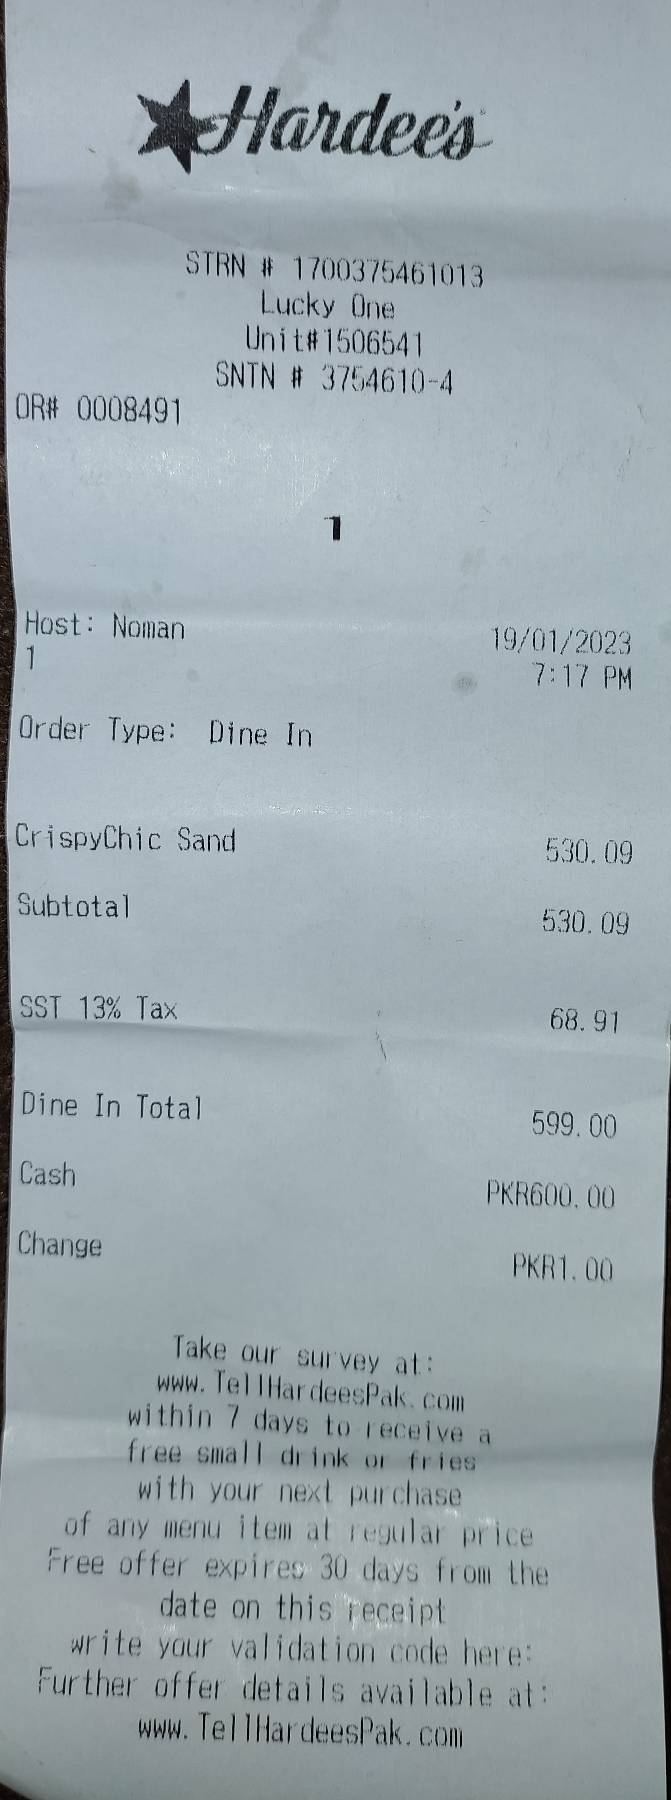 Hardee's
STRN # 1700375461013
Lucky One
Unit#1506541
SNTN # 3754610-4
OR# 0008491
1
Host: Noman 19/01/2023
1 7:17 PM
Order Type: Dine In
CrispyChic Sand 530.09
Subtotal 530.09
SST 13% Tax 68.91
Dine In Total 599.00
Cash PKR600.00
Change PKR1.00
Take our survey at:
www.TellHardeesPak.com
within 7 days to receive a
free small drink or fries
with your next purchase
of any menu item at regular price
Free offer expires 30 days from the
date on this receipt
write your validation code here:
Further offer details available at:
www.TellHardeesPak.com